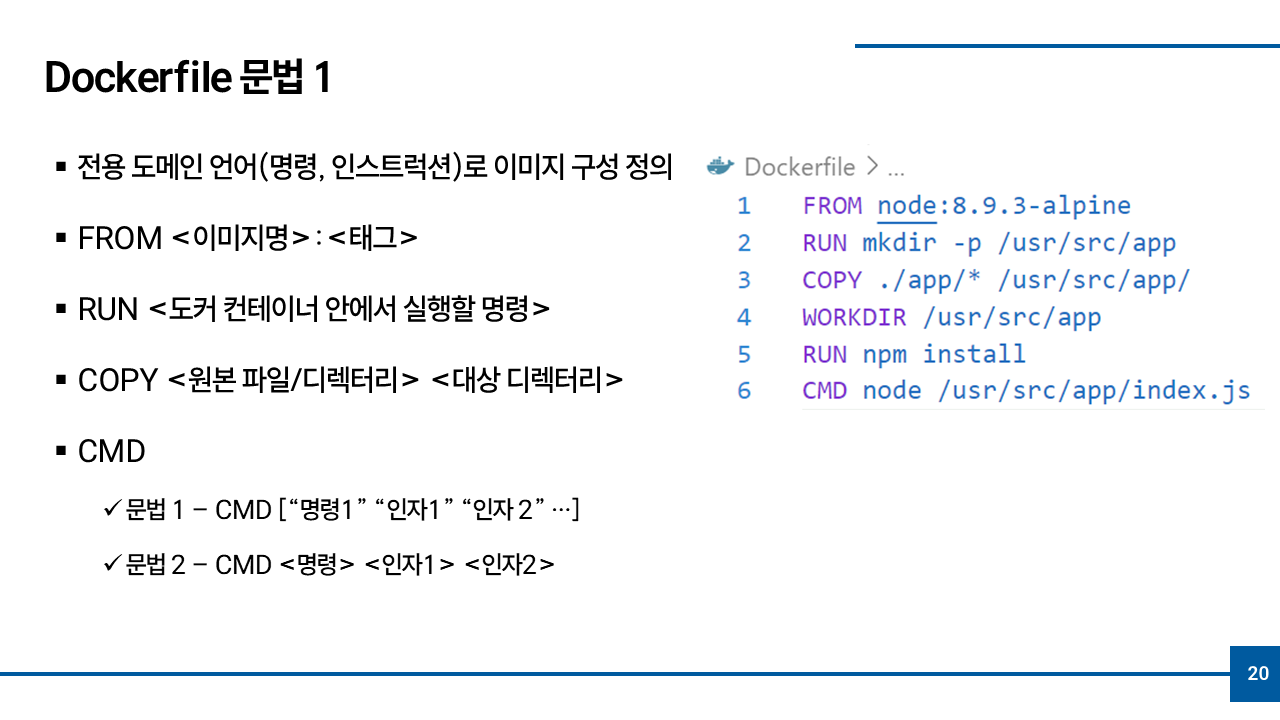 Dockerfile 문법 1
▪ 전용 도메인 언어(명령, 인스트럭션)로 이미지 구성 정의
▪ FROM <이미지명> : <태그>
▪ RUN <도커 컨테이너 안에서 실행할 명령>
▪ COPY <원본 파일/디렉터리> <대상 디렉터리>
▪ CMD
✓ 문법 1 – CMD [“명령1” “인자1” “인자 2” …]
✓ 문법 2 – CMD <명령> <인자1> <인자2>
Dockerfile > ...
1 FROM node:8.9.3-alpine
2 RUN mkdir -p /usr/src/app
3 COPY ./app/* /usr/src/app/
4 WORKDIR /usr/src/app
5 RUN npm install
6 CMD node /usr/src/app/index.js
20